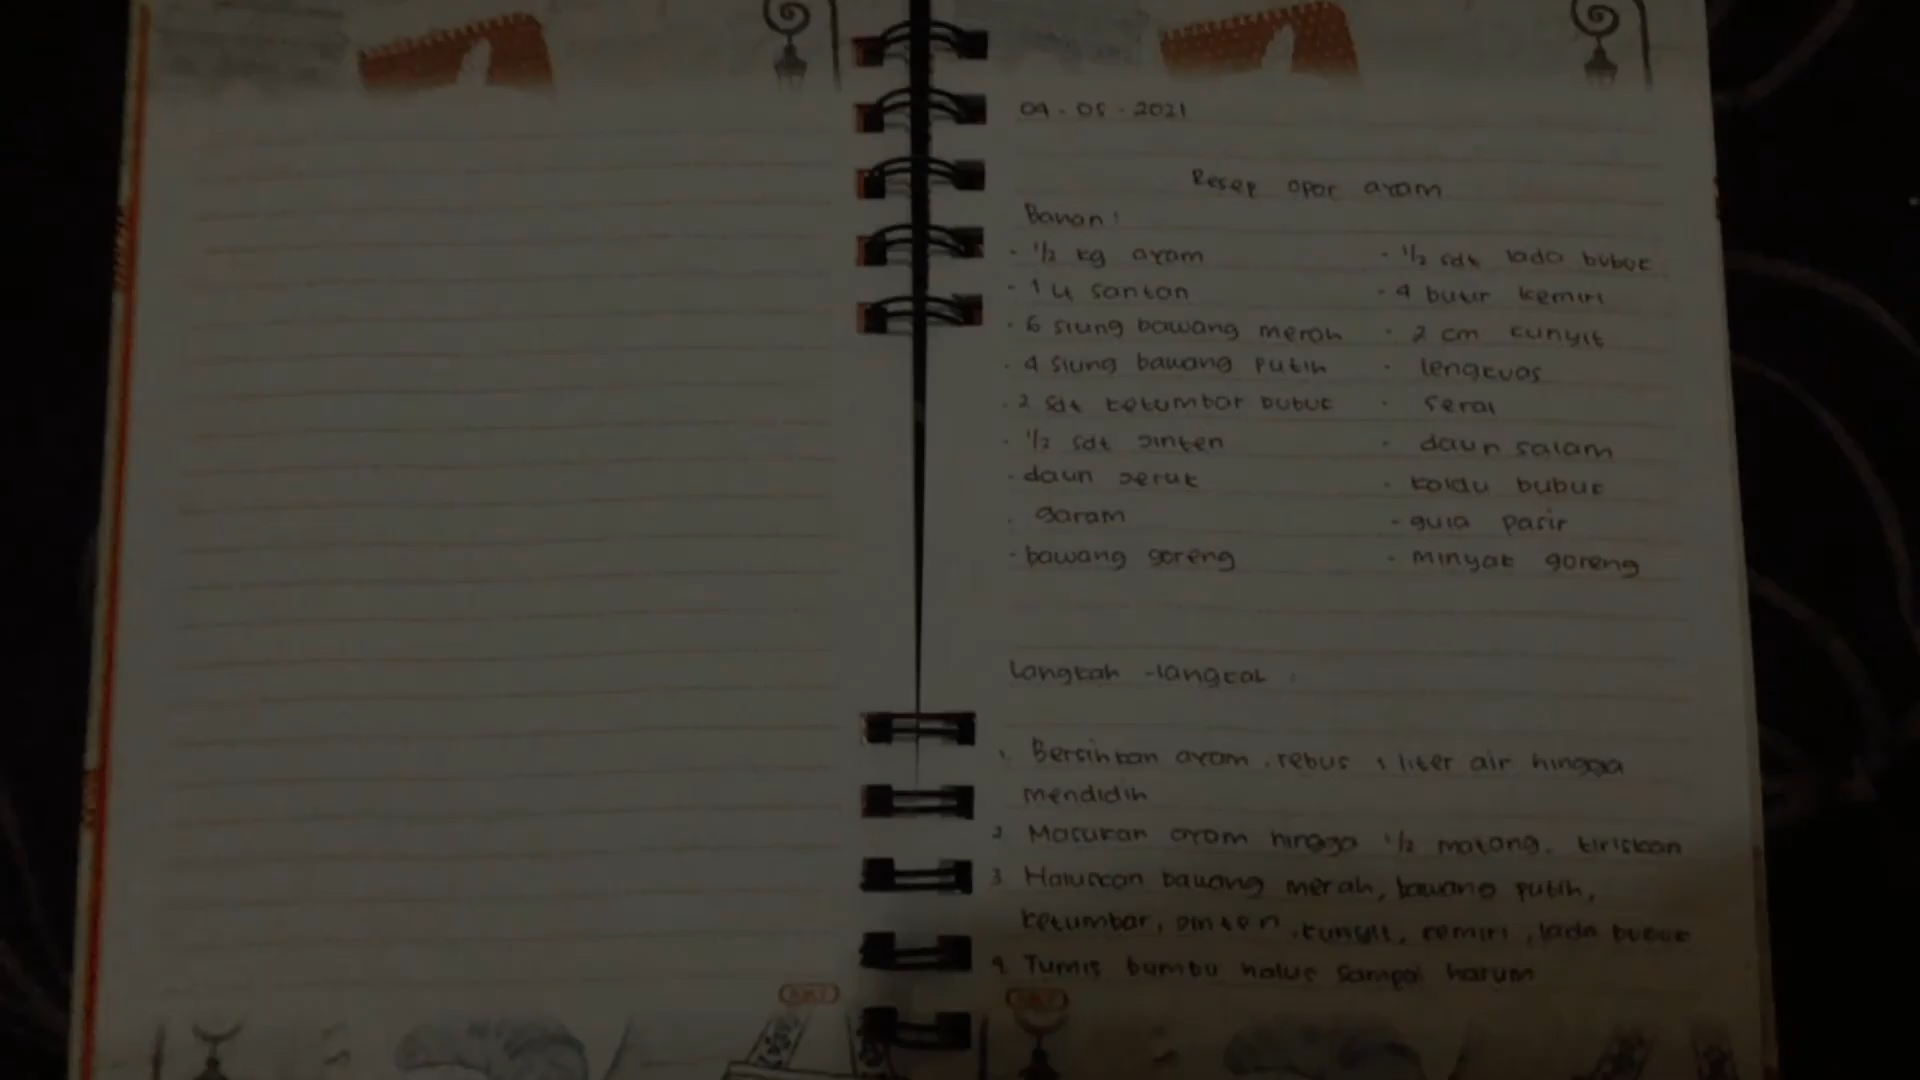 04-05-2021
Resep opor ayam
Bahan :
- 1/2 kg ayam
- 1 lt santan
- 6 siung bawang merah
- 4 siung bawang putih
- 2 sdt ketumbar bubuk
- 1/2 sdt jinten
- daun jeruk
- garam
- bawang goreng
- 1/2 sdt lada bubuk
- 4 butir kemiri
- 2 cm kunyit
- lengkuas
- serai
- daun salam
- kaldu bubuk
- gula pasir
- minyak goreng
Langkah -langkah :
1. Bersihkan ayam, rebus 1 liter air hingga
mendidih
2 Masukan ayam hingga 1/2 matang. tiriskan
3 Haluskan bawang merah, bawang putih,
ketumbar, jinten, kunyit, kemiri, lada bubuk
4 Tumis bumbu halus sampai harum